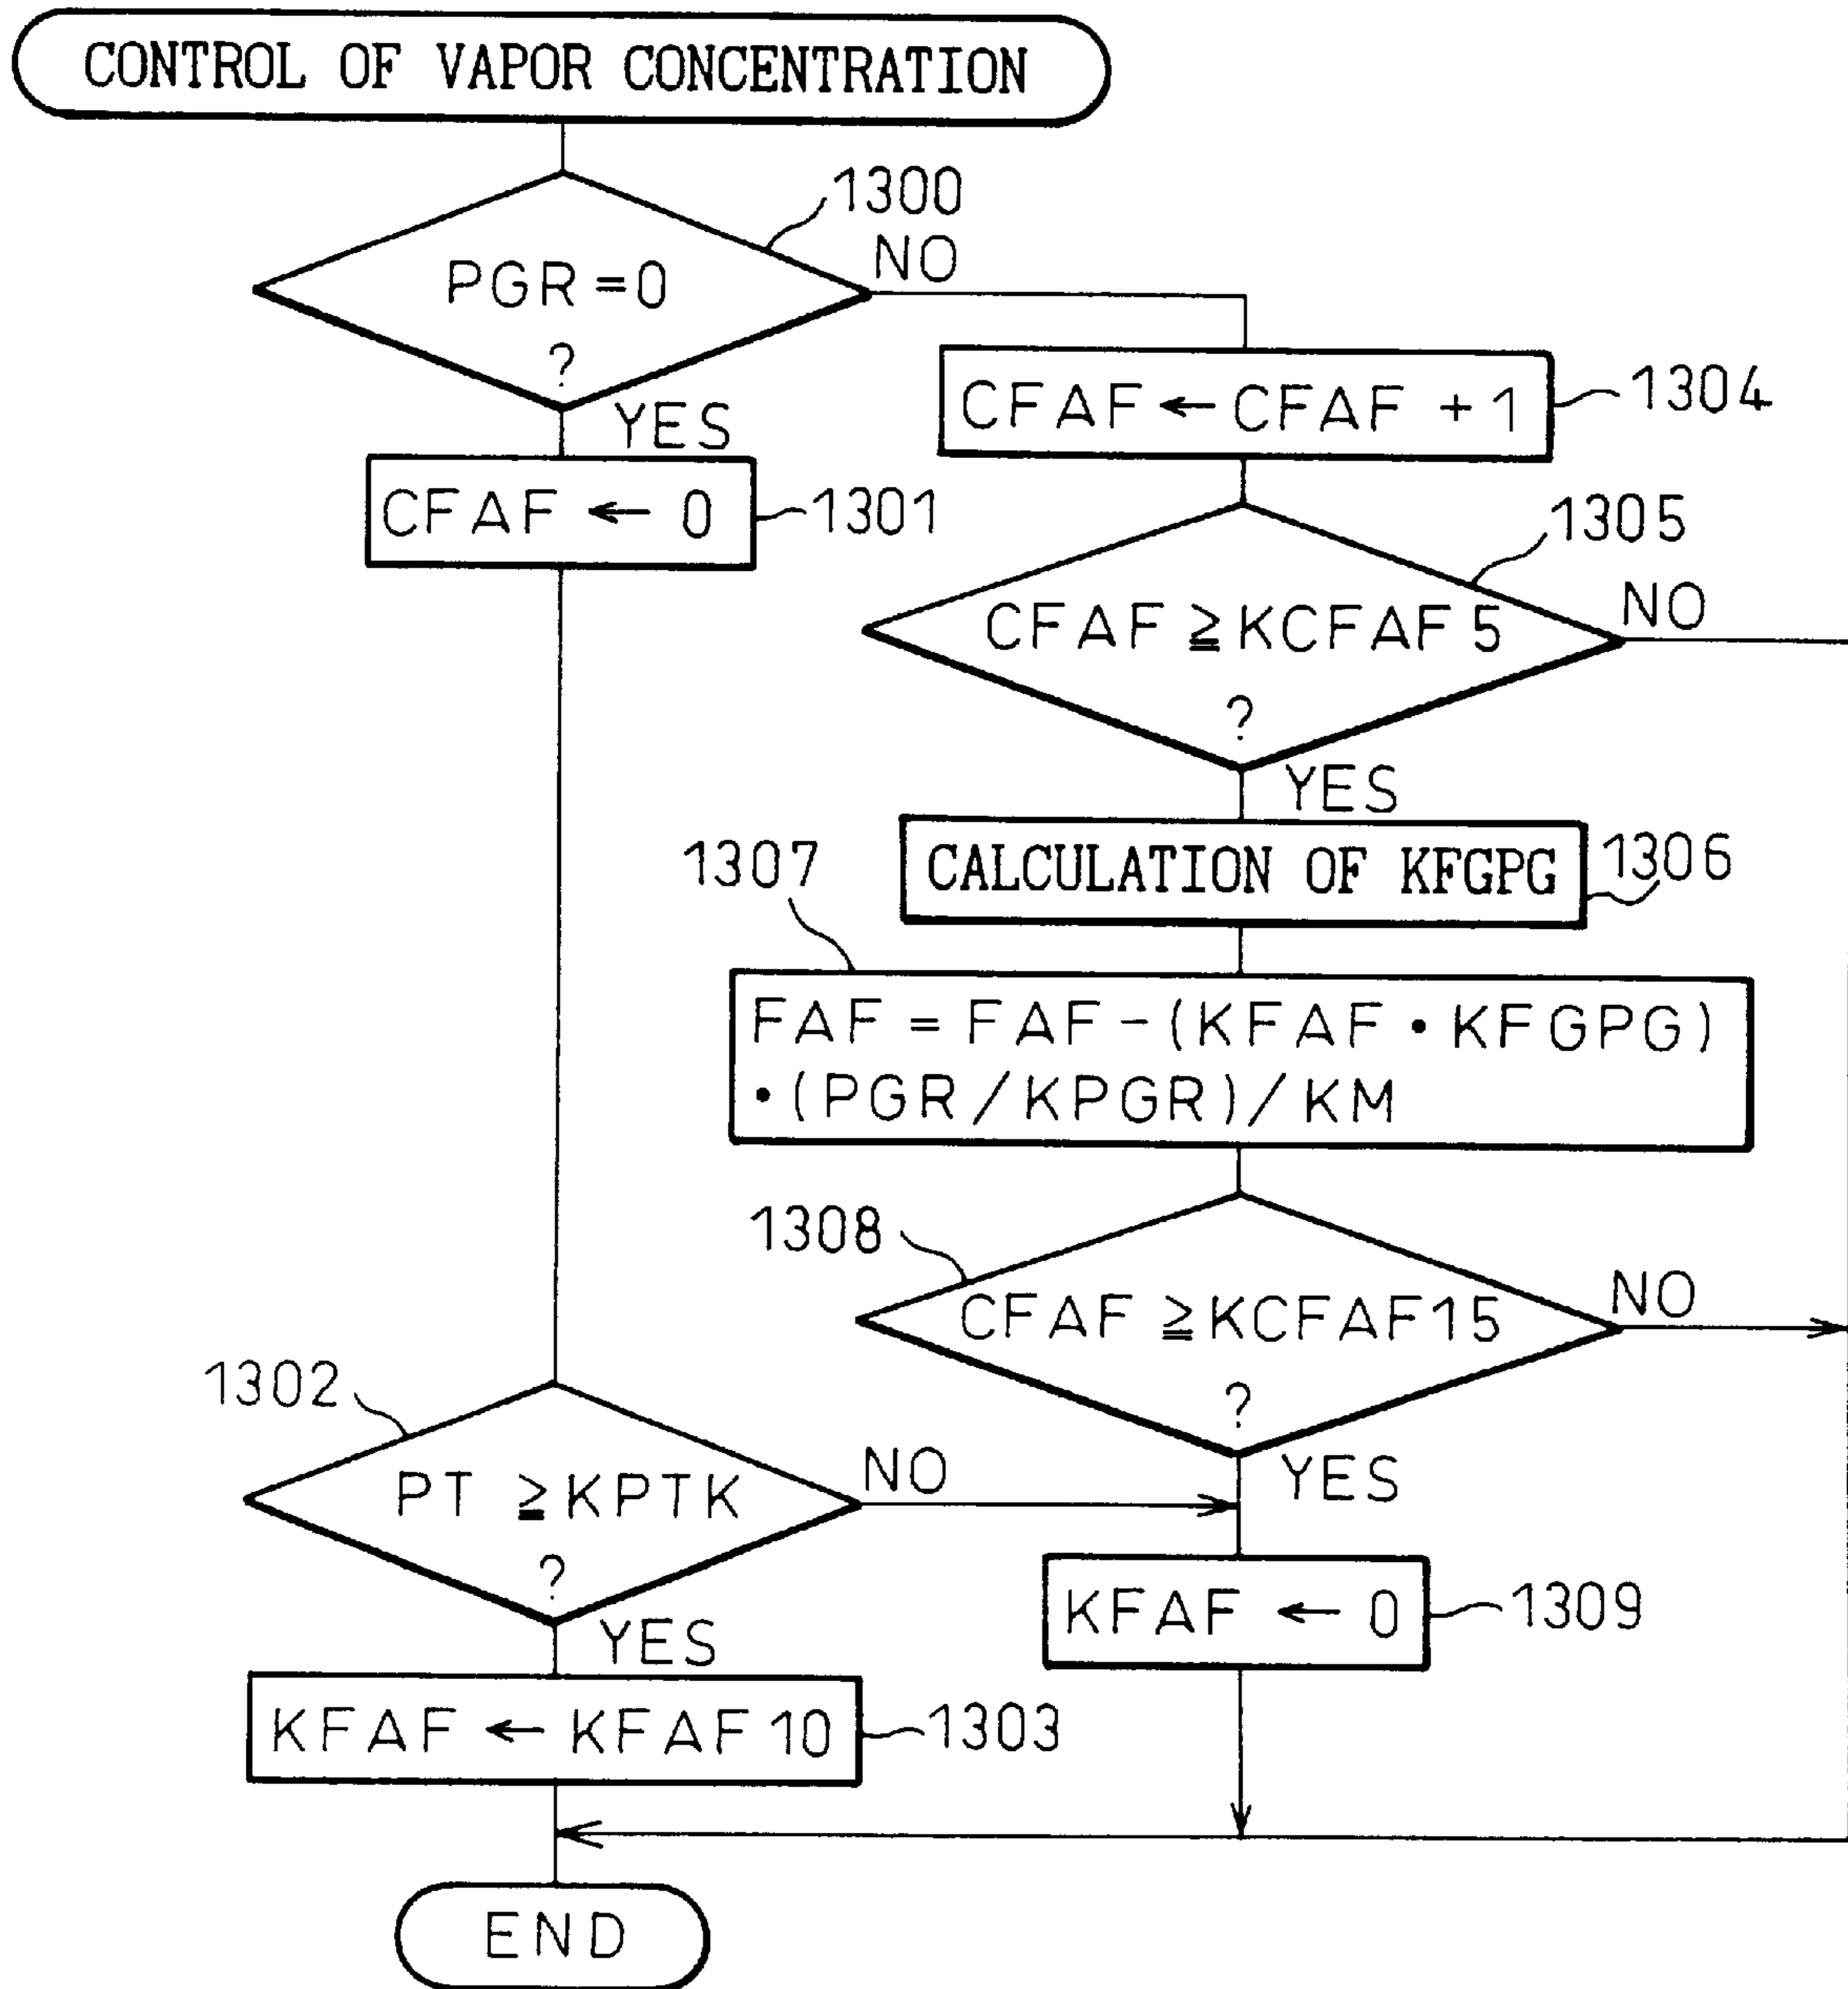 CONTROL OF VAPOR CONCENTRATION
1300
PGR = 0
?
NO
YES
CFAF ← 0
1301
CFAF ← CFAF + 1
1304
1305
CFAF ≧ KCFAF 5
?
NO
YES
CALCULATION OF KFGPG
1306
1307
FAF = FAF - (KFAF • KFGPG)
• (PGR / KPGR) / KM
1308
CFAF ≧ KCFAF15
?
NO
YES
1302
PT ≧ KPTK
?
NO
YES
KFAF ← 0
1309
KFAF ← KFAF 10
1303
END